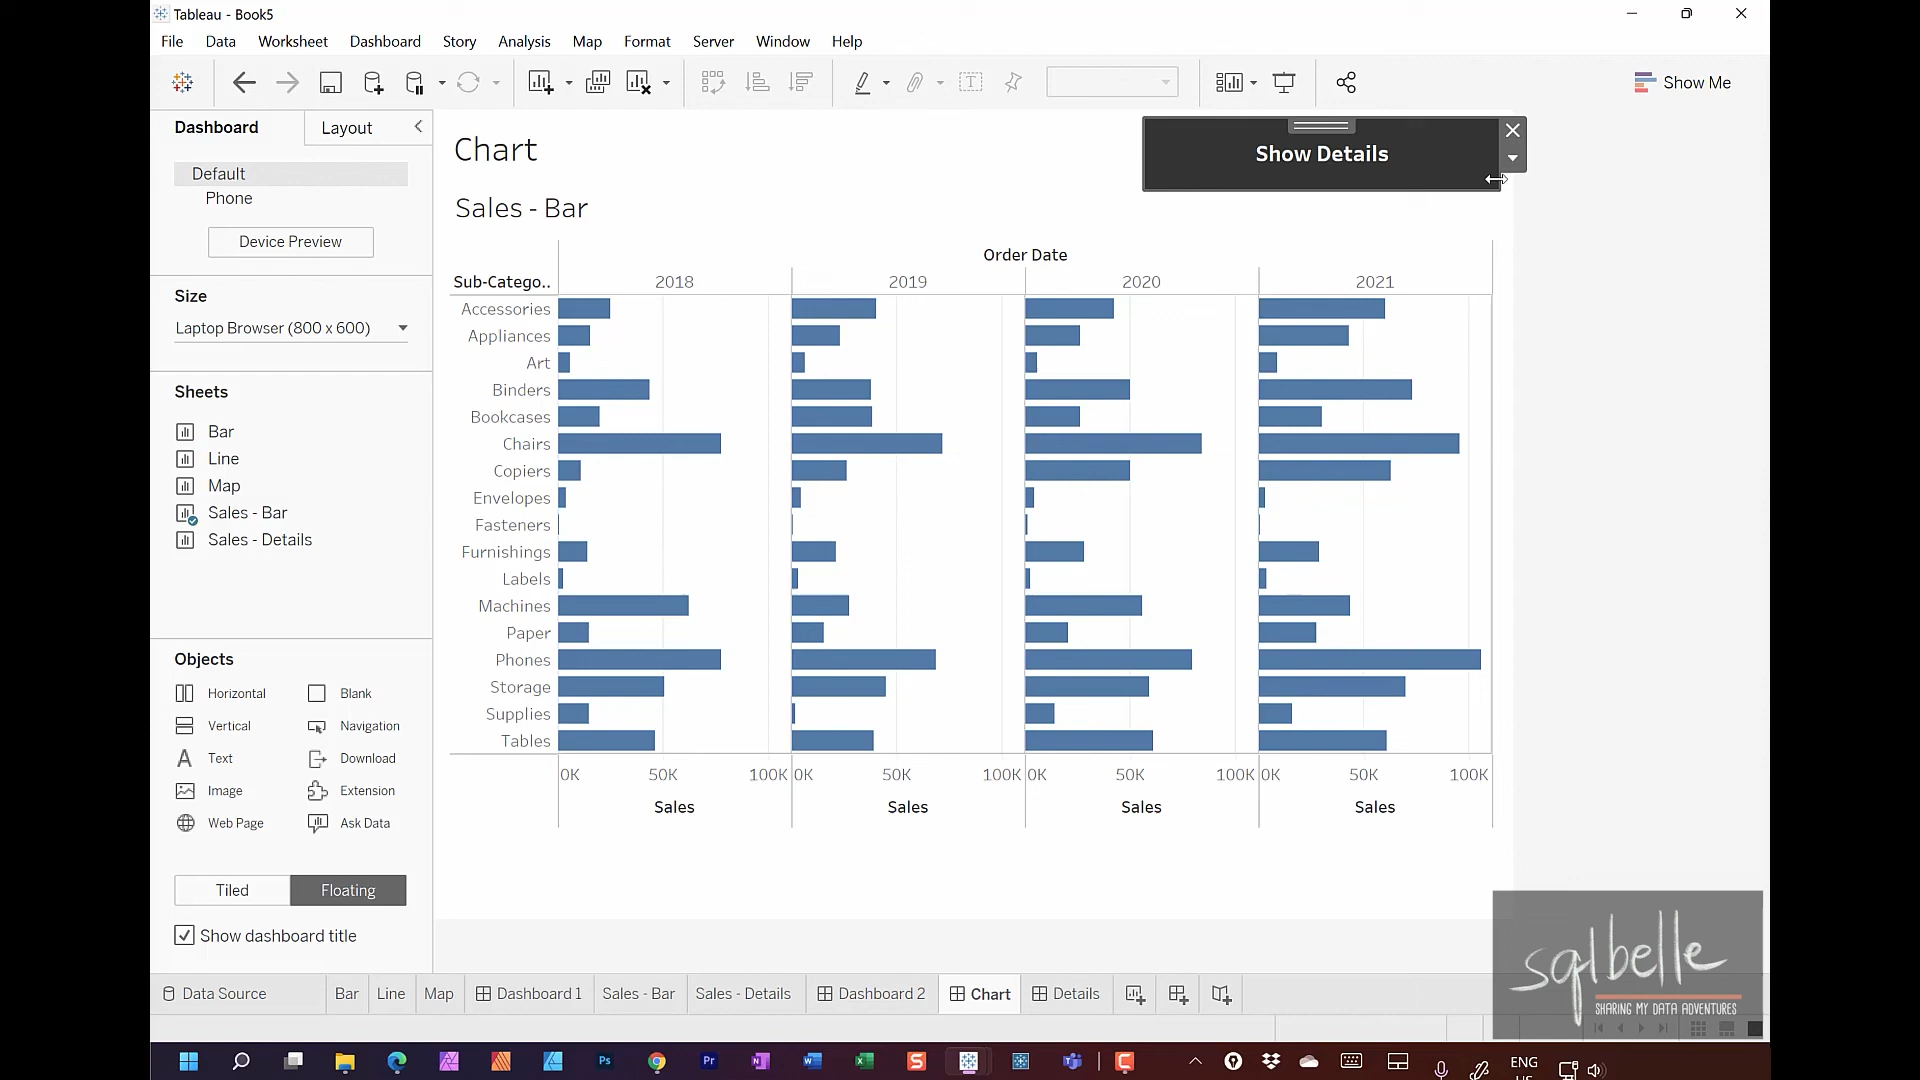 Tableau - Book5
File Data Worksheet Dashboard Story Analysis Map Format Server Window Help
Show Me
Dashboard Layout
Default
Phone
Device Preview
Size
Laptop Browser (800 x 600)
Sheets
Bar
Line
Map
Sales - Bar
Sales - Details
Objects
Horizontal Blank
Vertical Navigation
Text Download
Image Extension
Web Page Ask Data
Tiled Floating
Show dashboard title
Chart
Show Details
Sales - Bar
Order Date
Sub-Catego.. 2018 2019 2020 2021
Accessories
Appliances
Art
Binders
Bookcases
Chairs
Copiers
Envelopes
Fasteners
Furnishings
Labels
Machines
Paper
Phones
Storage
Supplies
Tables
0K 50K 100K 0K 50K 100K 0K 50K 100K 0K 50K 100K
Sales Sales Sales Sales
sqlbelle
SHARING MY DATA ADVENTURES
Data Source Bar Line Map Dashboard 1 Sales - Bar Sales - Details Dashboard 2 Chart Details
Ps Pr
ENG